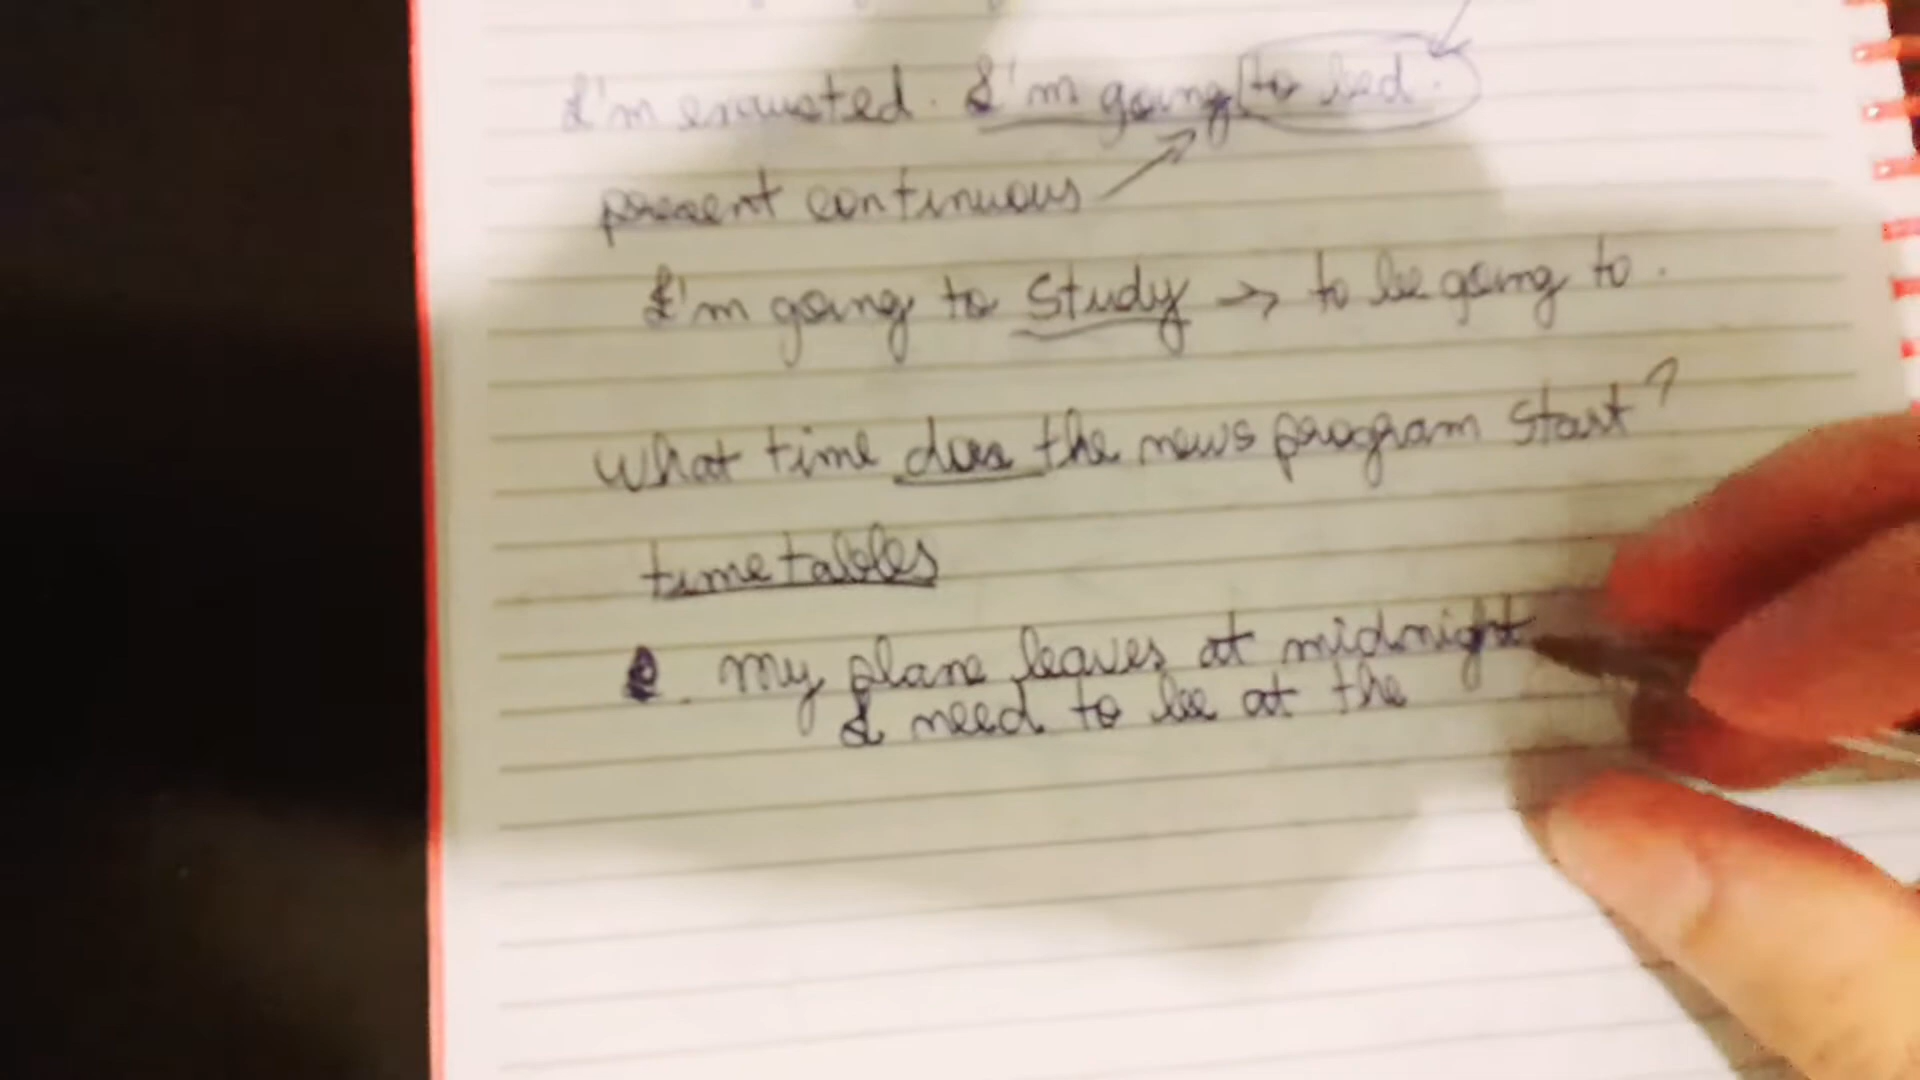 I'm exausted. I'm going to bed.
present continuous
I'm going to study → to be going to.
What time does the news program start?
timetables
e. my plane leaves at midnight
I need to be at the